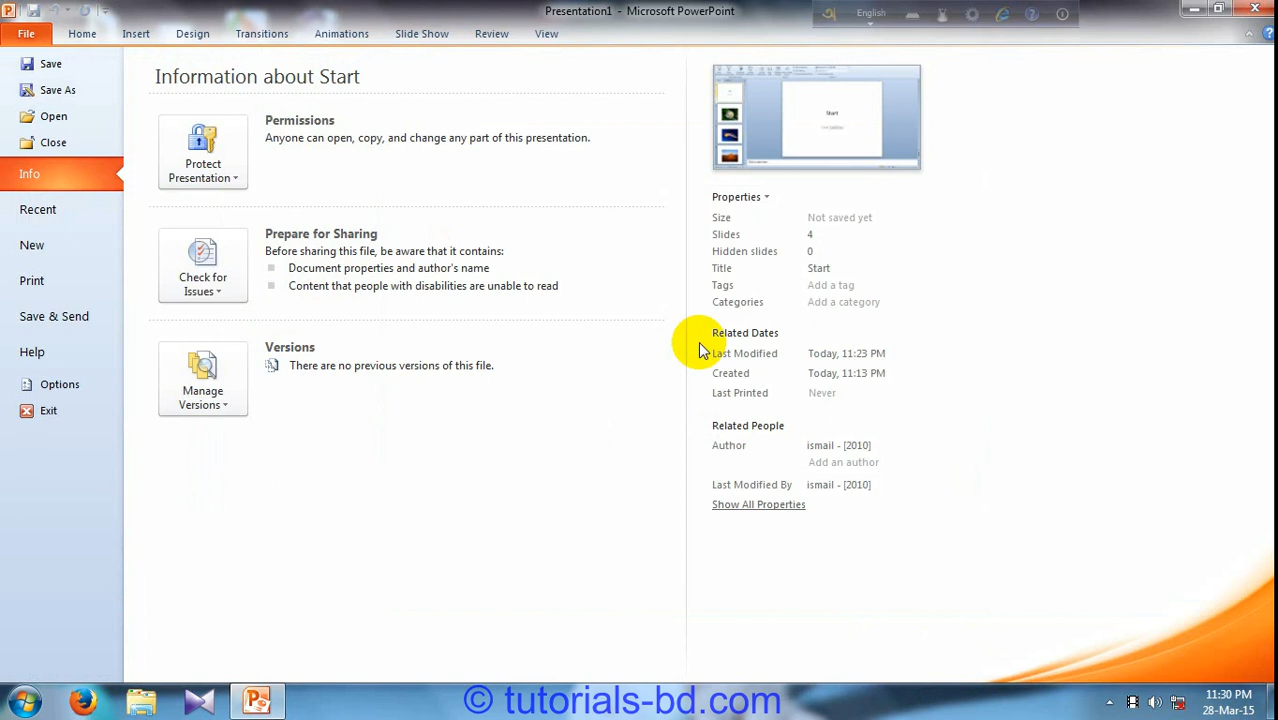 Presentation1 - Microsoft PowerPoint
English
File Home Insert Design Transitions Animations Slide Show Review View
Save
Save As
Open
Close
Info
Recent
New
Print
Save & Send
Help
Options
Exit
Information about Start
Protect
Presentation
Permissions
Anyone can open, copy, and change any part of this presentation.
Check for
Issues
Prepare for Sharing
Before sharing this file, be aware that it contains:
Document properties and author's name
Content that people with disabilities are unable to read
Manage
Versions
Versions
There are no previous versions of this file.
Start
Properties
Size Not saved yet
Slides 4
Hidden slides 0
Title Start
Tags Add a tag
Categories Add a category
Related Dates
Last Modified Today, 11:23 PM
Created Today, 11:13 PM
Last Printed Never
Related People
Author ismail - [2010]
Add an author
Last Modified By ismail - [2010]
Show All Properties
© tutorials-bd.com
11:30 PM
28-Mar-15